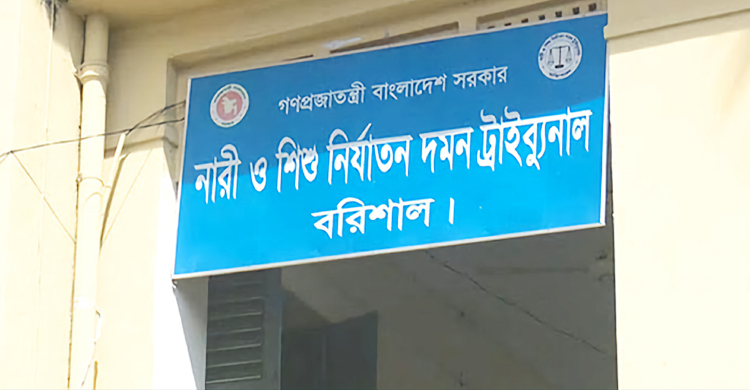 গণপ্রজাতন্ত্রী বাংলাদেশ সরকার
নারী ও শিশু নির্যাতন দমন ট্রাইব্যুনাল
বরিশাল।